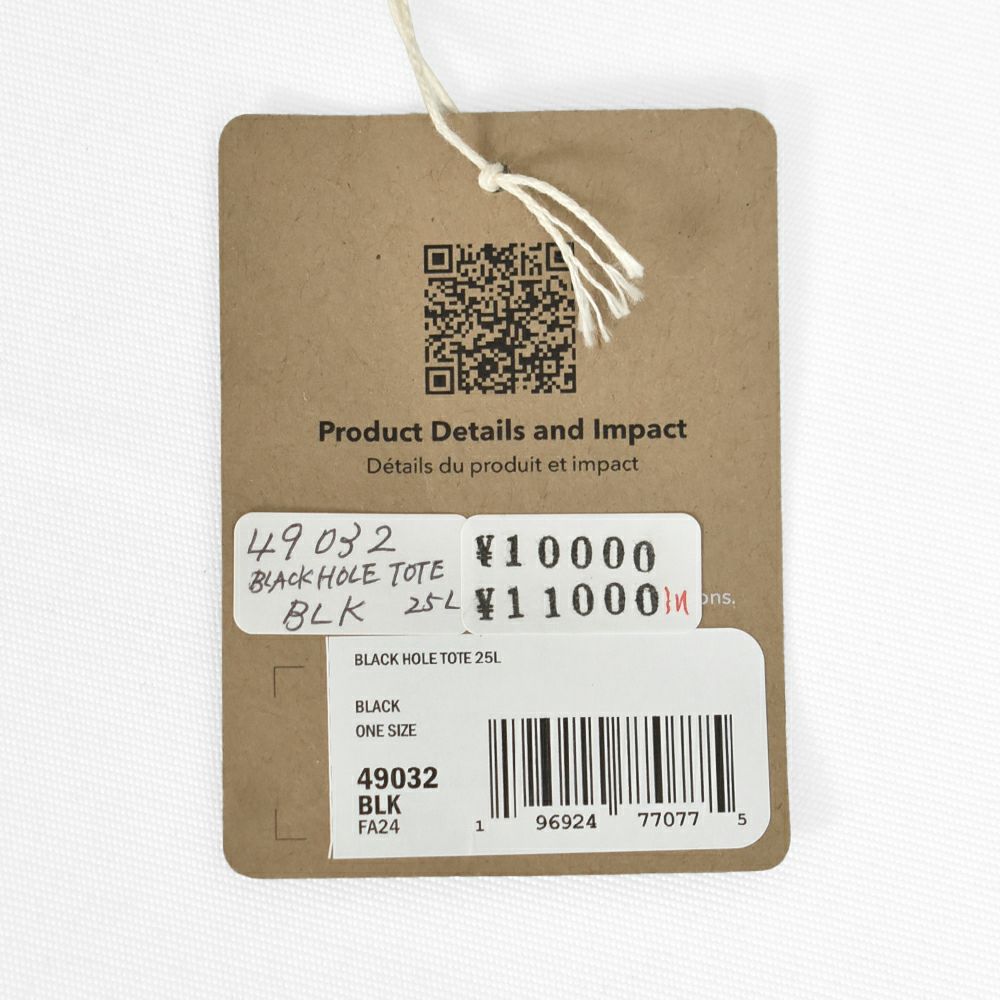 Product Details and Impact
Détails du produit et impact
49032
BLACK HOLE TOTE
BLK 25L
¥10000
¥11000 in
ons.
BLACK HOLE TOTE 25L
BLACK
ONE SIZE
49032
BLK
FA24
1 96924 77077 5